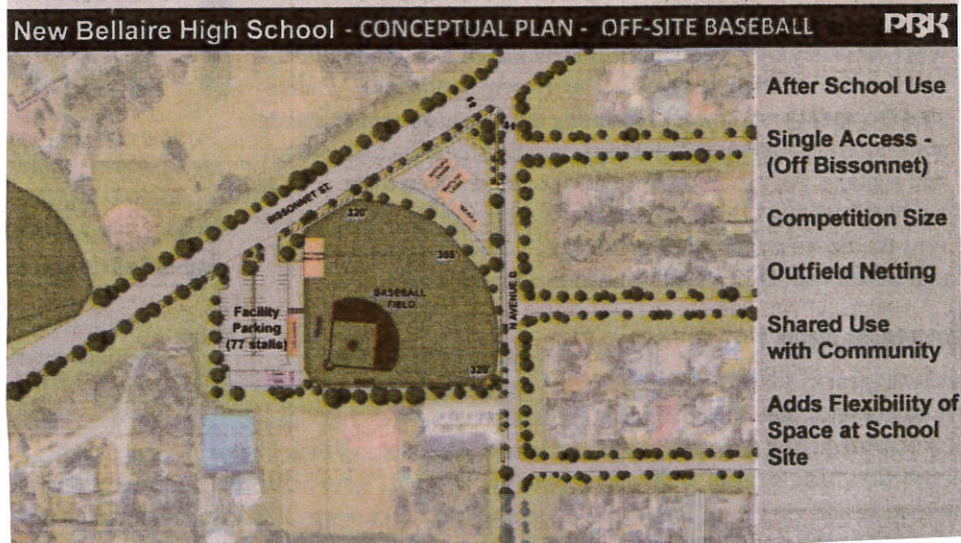 New Bellaire High School - CONCEPTUAL PLAN - OFF-SITE BASEBALL
PBK
After School Use
Single Access -
(Off Bissonnet)
Competition Size
Outfield Netting
Shared Use
with Community
Adds Flexibility of
Space at School
Site
BISSONNET ST.
320'
355'
BASEBALL
FIELD
N AVENUE B
Facility
Parking
(77 stalls)
320'